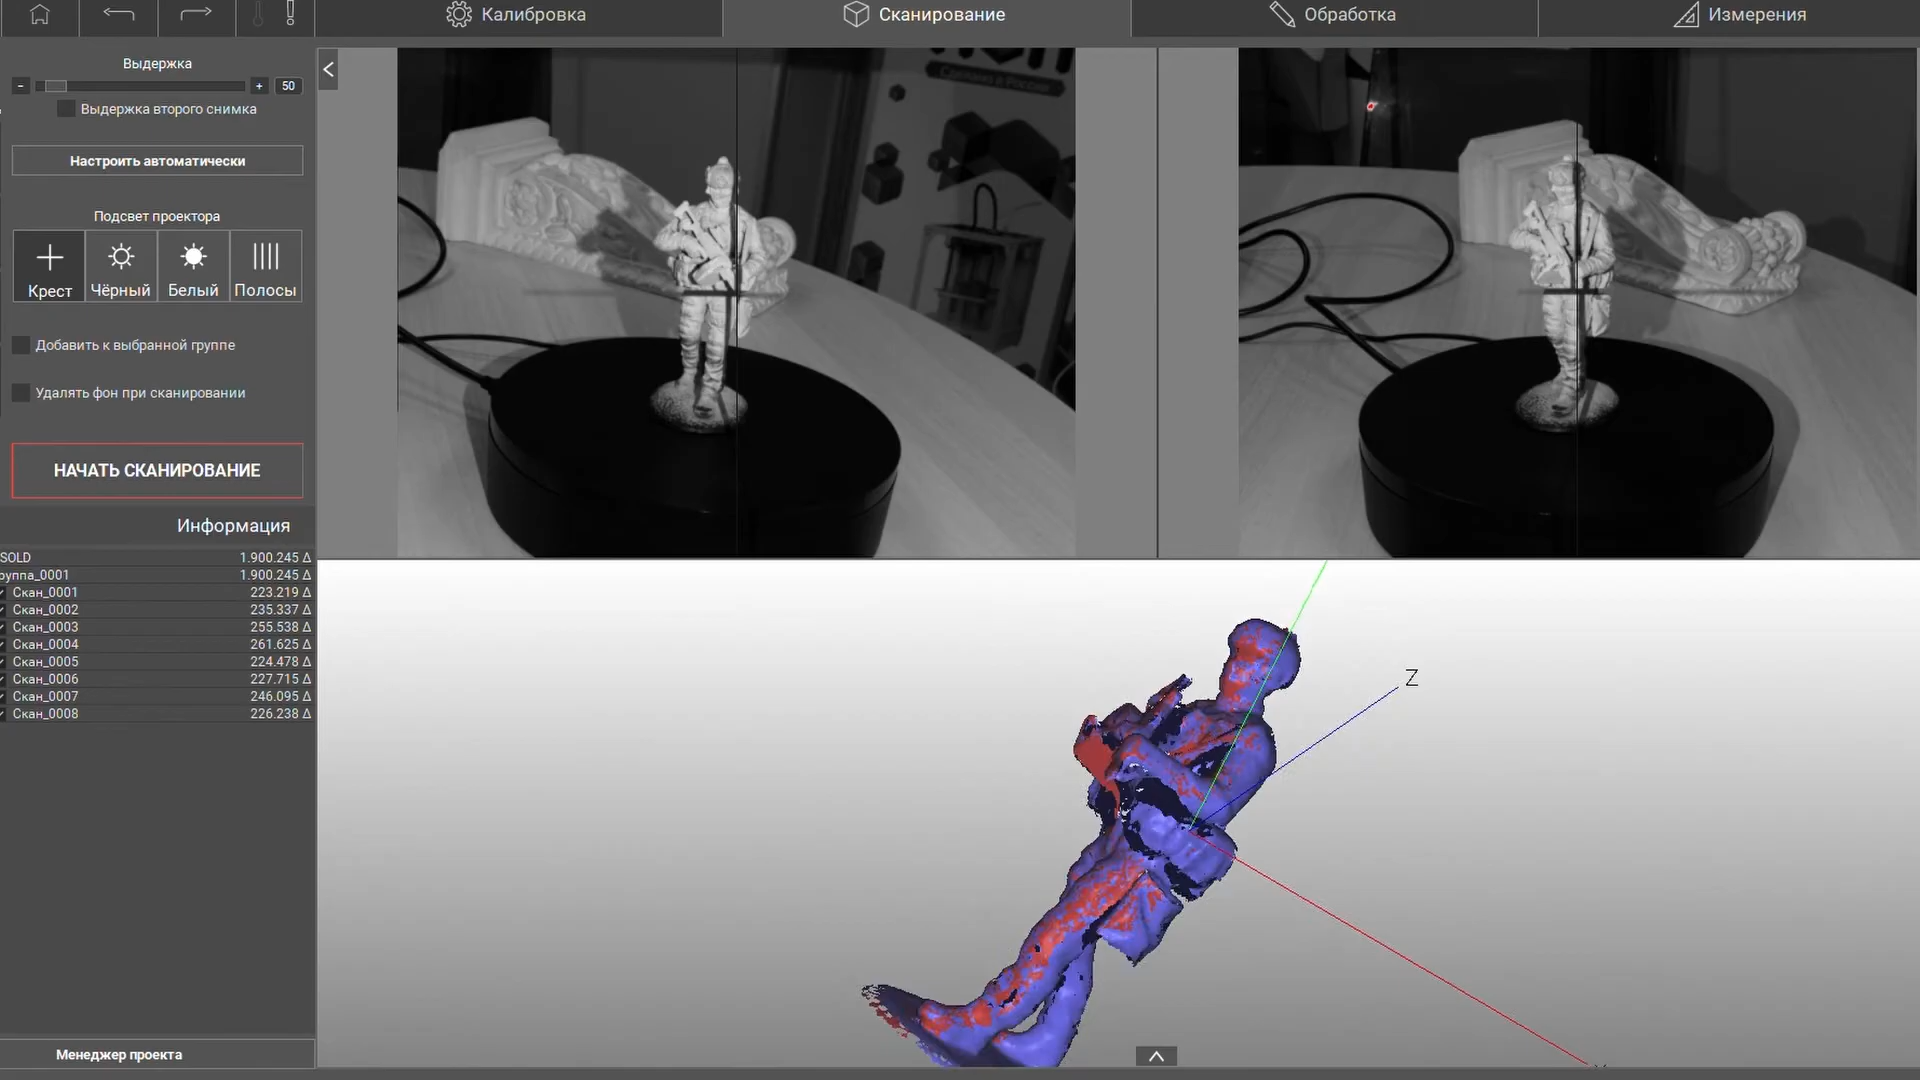 Калибровка
Сканирование
Обработка
Измерения
Выдержка
- + 50
Выдержка второго снимка
Настроить автоматически
Подсвет проектора
Крест
Чёрный
Белый
Полосы
Добавить к выбранной группе
Удалять фон при сканировании
НАЧАТЬ СКАНИРОВАНИЕ
Информация
SOLD 1.900.245 Δ
руппа_0001 1.900.245 Δ
Скан_0001 223.219 Δ
Скан_0002 235.337 Δ
Скан_0003 255.538 Δ
Скан_0004 261.625 Δ
Скан_0005 224.478 Δ
Скан_0006 227.715 Δ
Скан_0007 246.095 Δ
Скан_0008 226.238 Δ
Менеджер проекта
Сделано в России
Z